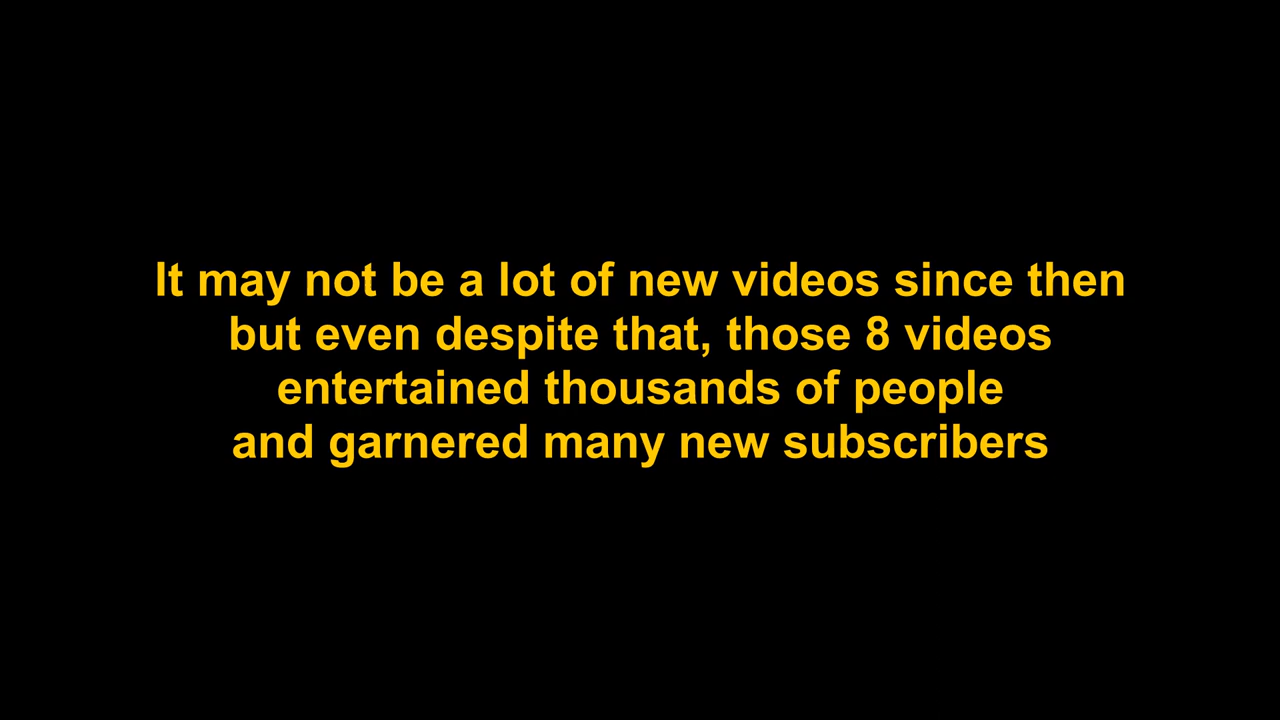 It may not be a lot of new videos since then
but even despite that, those 8 videos
entertained thousands of people
and garnered many new subscribers